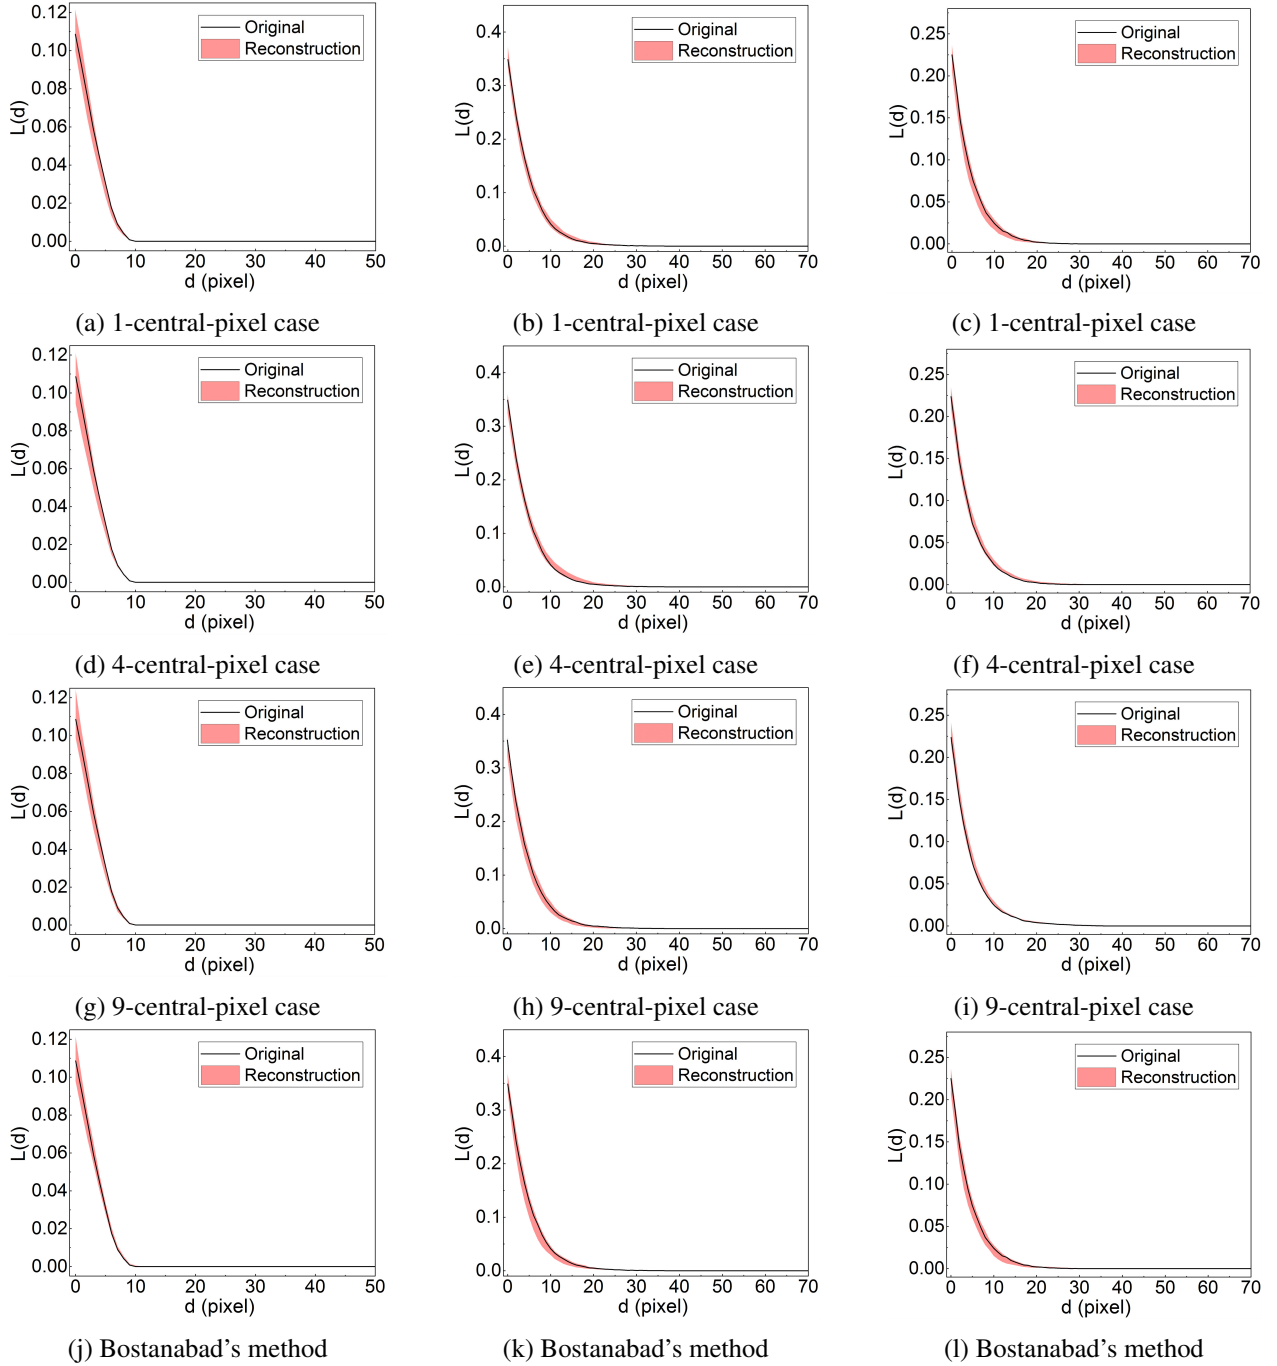 0.12
0.10
0.08
0.06
0.04
0.02
0.00
L(d)
Original
Reconstruction
0 10 20 30 40 50
d (pixel)
(a) 1-central-pixel case
0.4
0.3
0.2
0.1
0.0
L(d)
Original
Reconstruction
0 10 20 30 40 50 60 70
d (pixel)
(b) 1-central-pixel case
0.25
0.20
0.15
0.10
0.05
0.00
L(d)
Original
Reconstruction
0 10 20 30 40 50 60 70
d (pixel)
(c) 1-central-pixel case
0.12
0.10
0.08
0.06
0.04
0.02
0.00
L(d)
Original
Reconstruction
0 10 20 30 40 50
d (pixel)
(d) 4-central-pixel case
0.4
0.3
0.2
0.1
0.0
L(d)
Original
Reconstruction
0 10 20 30 40 50 60 70
d (pixel)
(e) 4-central-pixel case
0.25
0.20
0.15
0.10
0.05
0.00
L(d)
Original
Reconstruction
0 10 20 30 40 50 60 70
d (pixel)
(f) 4-central-pixel case
0.12
0.10
0.08
0.06
0.04
0.02
0.00
L(d)
Original
Reconstruction
0 10 20 30 40 50
d (pixel)
(g) 9-central-pixel case
0.4
0.3
0.2
0.1
0.0
L(d)
Original
Reconstruction
0 10 20 30 40 50 60 70
d (pixel)
(h) 9-central-pixel case
0.25
0.20
0.15
0.10
0.05
0.00
L(d)
Original
Reconstruction
0 10 20 30 40 50 60 70
d (pixel)
(i) 9-central-pixel case
0.12
0.10
0.08
0.06
0.04
0.02
0.00
L(d)
Original
Reconstruction
0 10 20 30 40 50
d (pixel)
(j) Bostanabad’s method
0.4
0.3
0.2
0.1
0.0
L(d)
Original
Reconstruction
0 10 20 30 40 50 60 70
d (pixel)
(k) Bostanabad’s method
0.25
0.20
0.15
0.10
0.05
0.00
L(d)
Original
Reconstruction
0 10 20 30 40 50 60 70
d (pixel)
(l) Bostanabad’s method